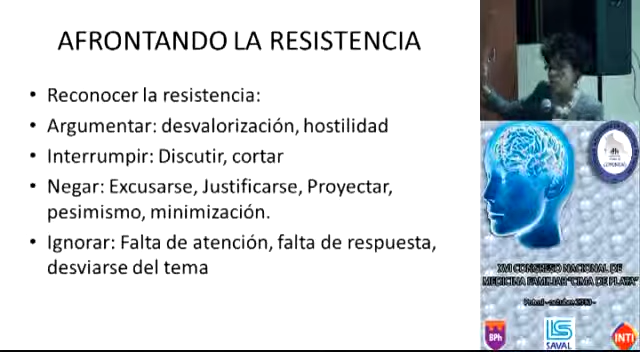 AFRONTANDO LA RESISTENCIA
• Reconocer la resistencia:
• Argumentar: desvalorización, hostilidad
• Interrumpir: Discutir, cortar
• Negar: Excusarse, Justificarse, Proyectar,
pesimismo, minimización.
• Ignorar: Falta de atención, falta de respuesta,
desviarse del tema
XVI CONGRESO NACIONAL DE
MEDICINA FAMILIAR "CIMA DE PLATA"
BPh
LS
SAVAL
INTI